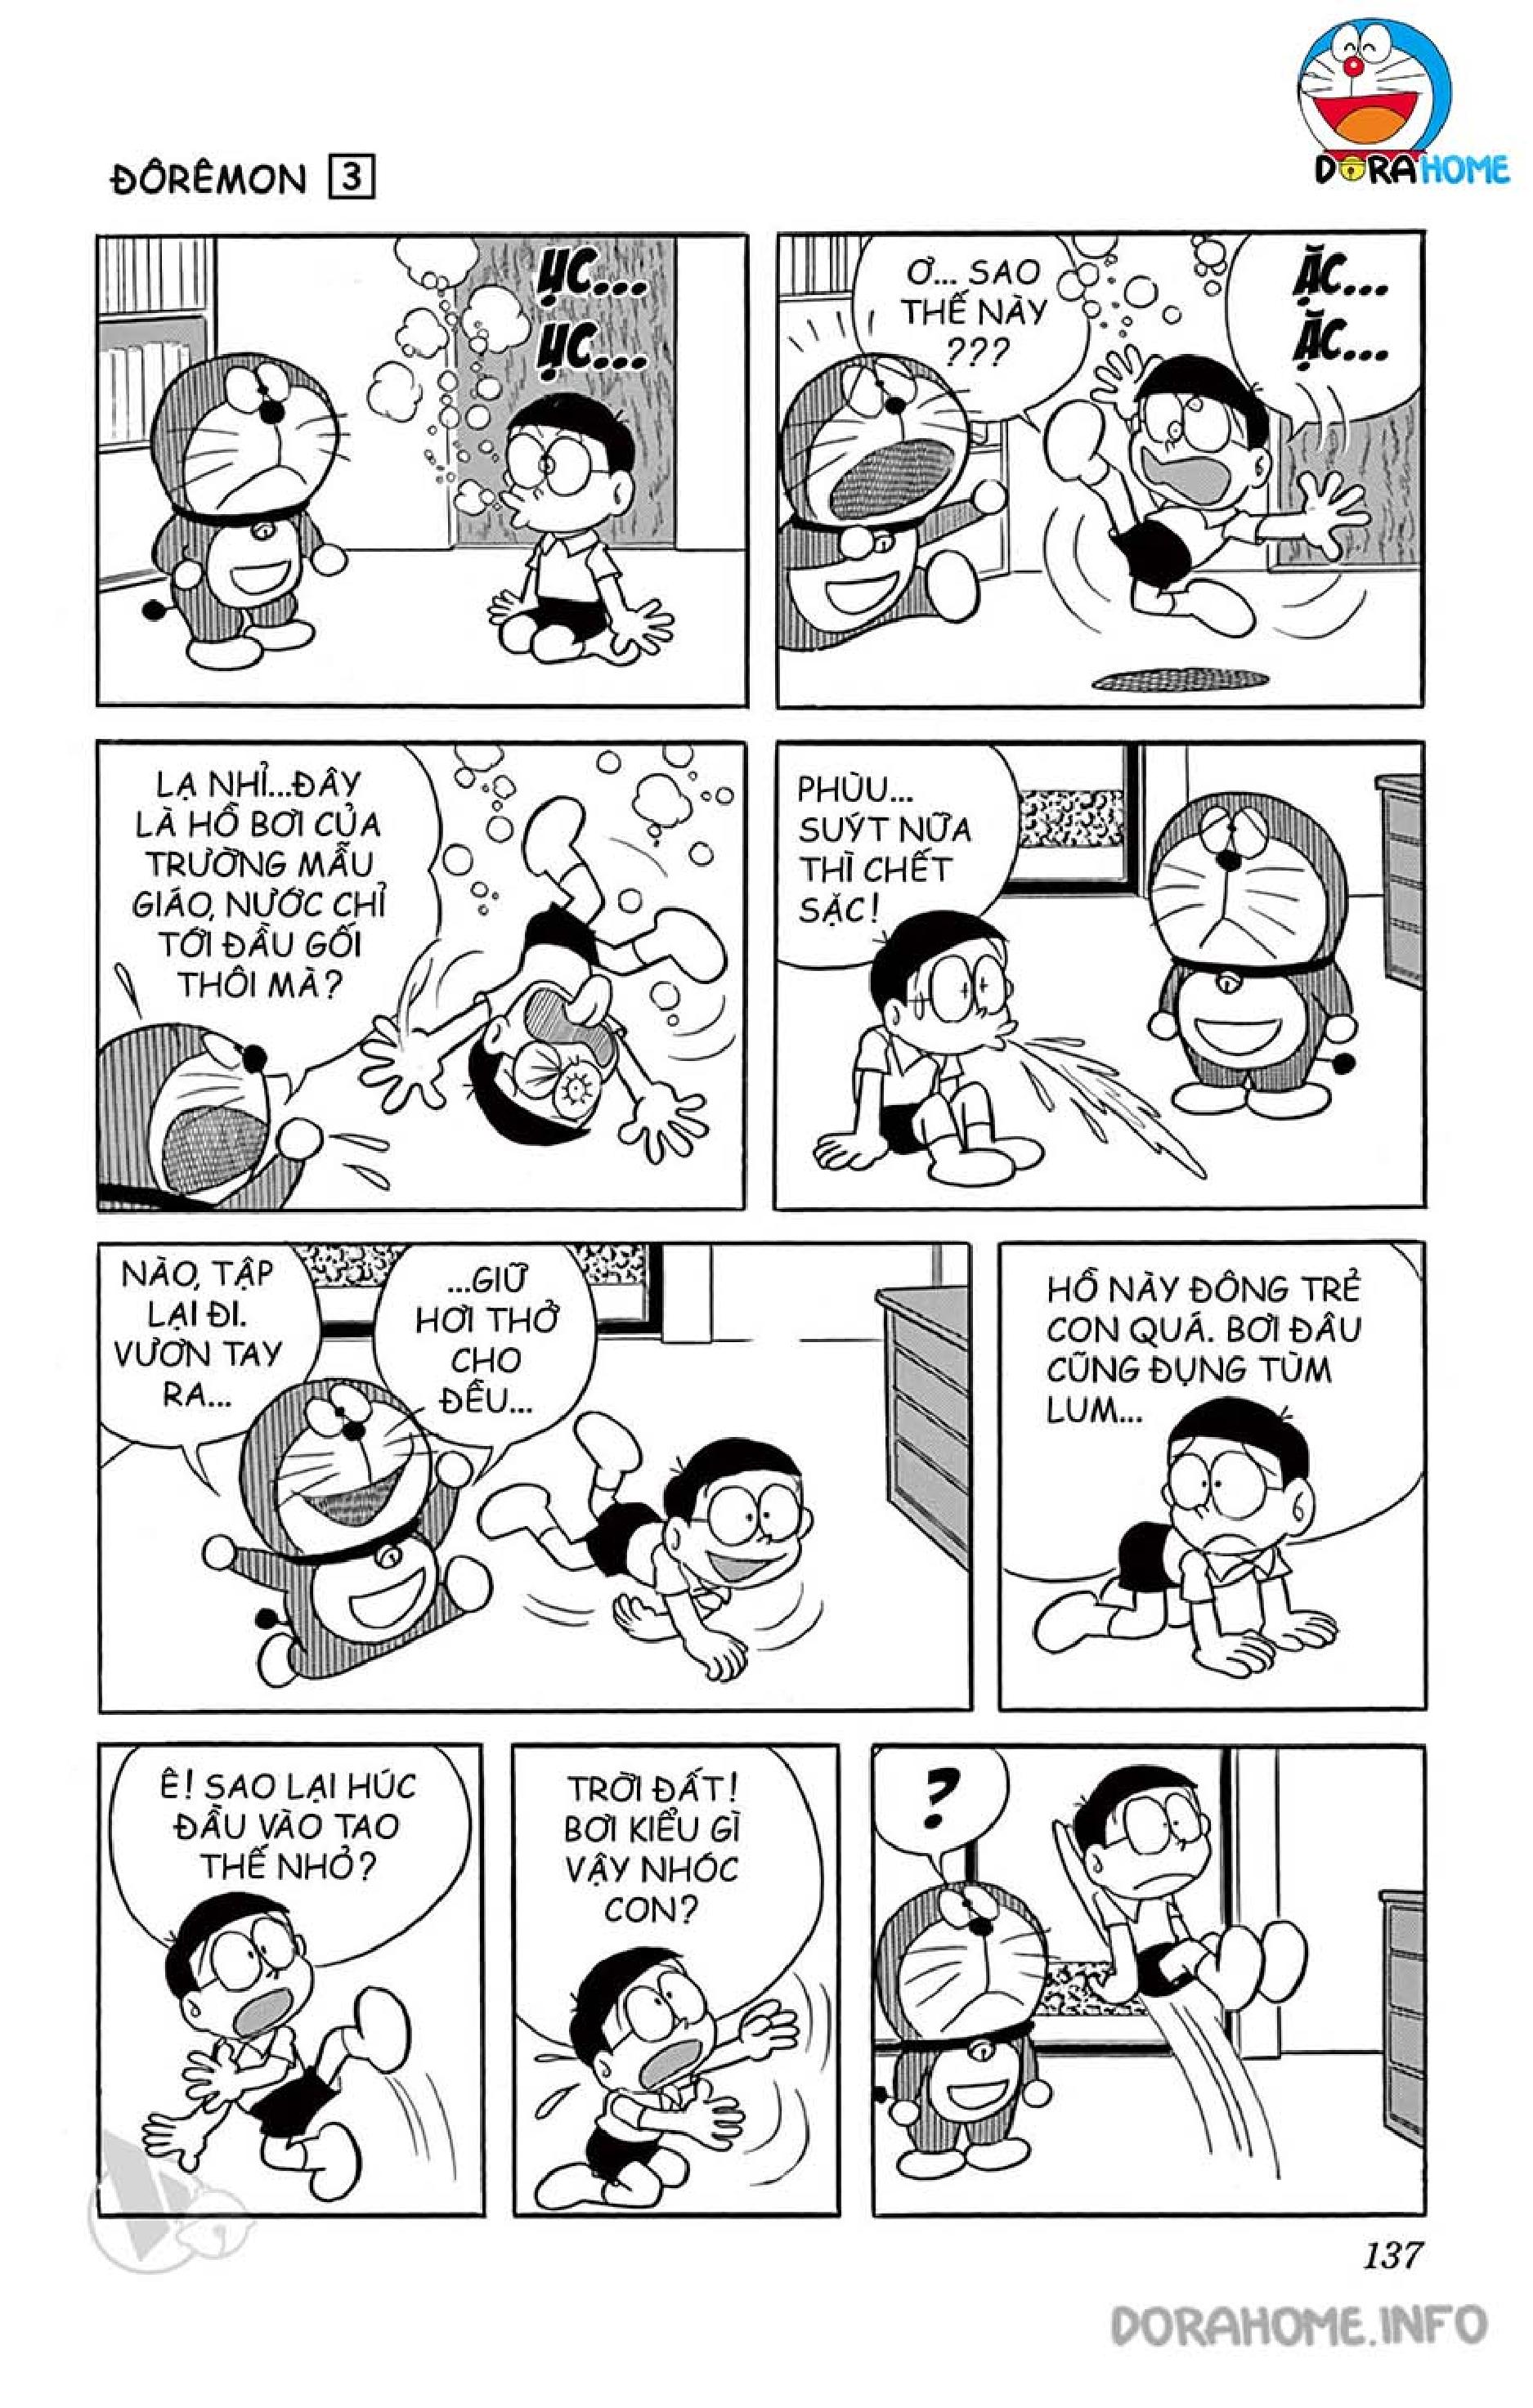 DORAHOME
ĐÔRÊMON 3
ỤC...
ỤC...
Ơ... SAO
THẾ NÀY
???
ẶC...
ẶC...
LẠ NHỈ...ĐÂY
LÀ HỒ BƠI CỦA
TRƯỜNG MẪU
GIÁO, NƯỚC CHỈ
TỚI ĐẦU GỐI
THÔI MÀ?
PHÙU...
SUÝT NỮA
THÌ CHẾT
SẶC!
NÀO, TẬP
LẠI ĐI.
VƯƠN TAY
RA...
...GIỮ
HƠI THỞ
CHO
ĐỀU...
HỒ NÀY ĐÔNG TRẺ
CON QUÁ. BƠI ĐÂU
CŨNG ĐỤNG TÙM
LUM...
Ê! SAO LẠI HÚC
ĐẦU VÀO TAO
THẾ NHỎ?
TRỜI ĐẤT!
BƠI KIỂU GÌ
VẬY NHÓC
CON?
?
137
DORAHOME.INFO